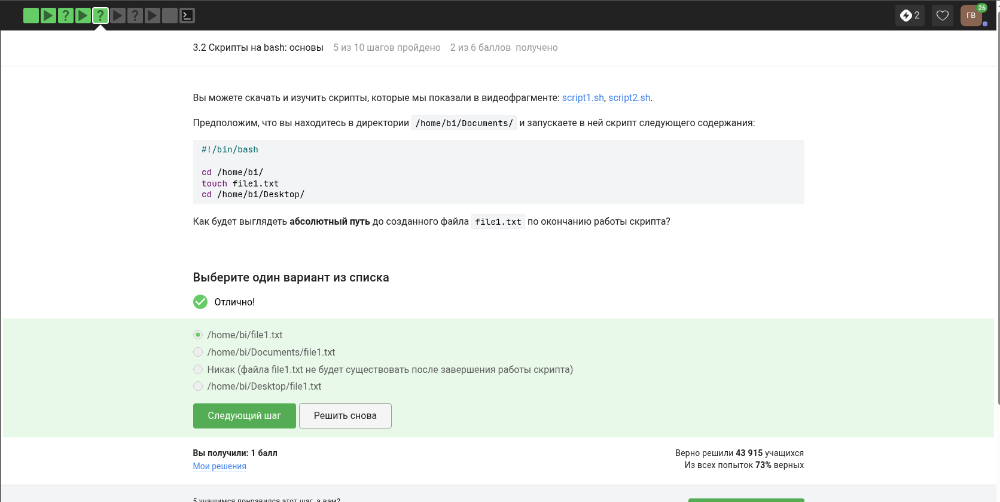 2
ГВ
26
3.2 Скрипты на bash: основы 5 из 10 шагов пройдено 2 из 6 баллов получено
Вы можете скачать и изучить скрипты, которые мы показали в видеофрагменте: script1.sh, script2.sh.
Предположим, что вы находитесь в директории /home/bi/Documents/ и запускаете в ней скрипт следующего содержания:
#!/bin/bash
cd /home/bi/
touch file1.txt
cd /home/bi/Desktop/
Как будет выглядеть абсолютный путь до созданного файла file1.txt по окончанию работы скрипта?
Выберите один вариант из списка
Отлично!
/home/bi/file1.txt
/home/bi/Documents/file1.txt
Никак (файла file1.txt не будет существовать после завершения работы скрипта)
/home/bi/Desktop/file1.txt
Следующий шаг Решить снова
Вы получили: 1 балл
Мои решения
Верно решили 43 915 учащихся
Из всех попыток 73% верных
5 учащимся понравился этот шаг, а вам?